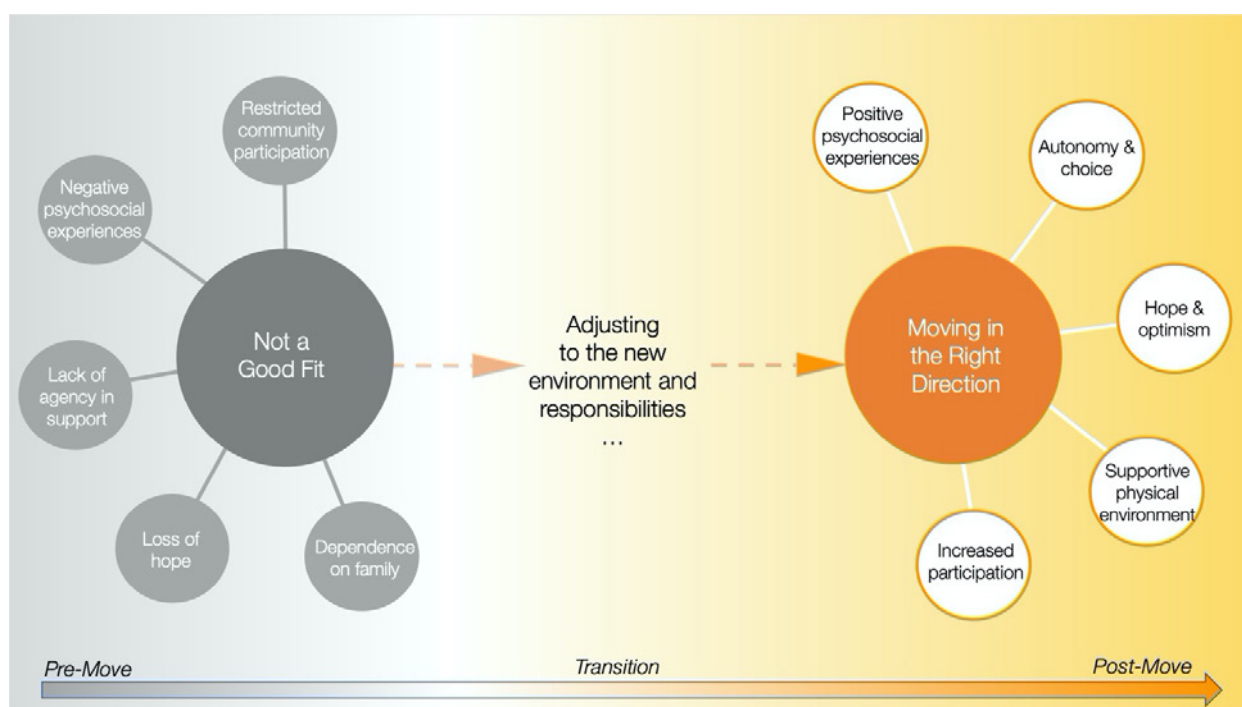 Restricted
community
participation
Negative
psychosocial
experiences
Not a
Good Fit
Lack of
agency in
support
Loss of
hope
Dependence
on family
Adjusting
to the new
environment and
responsibilities
...
Positive
psychosocial
experiences
Autonomy &
choice
Hope &
optimism
Moving in
the Right
Direction
Supportive
physical
environment
Increased
participation
Pre-Move
Transition
Post-Move